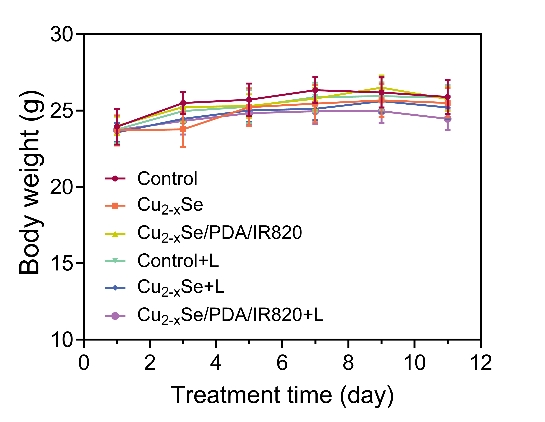 30
25
20
15
10
Body weight (g)
Control
Cu2-xSe
Cu2-xSe/PDA/IR820
Control+L
Cu2-xSe+L
Cu2-xSe/PDA/IR820+L
0 2 4 6 8 10 12
Treatment time (day)